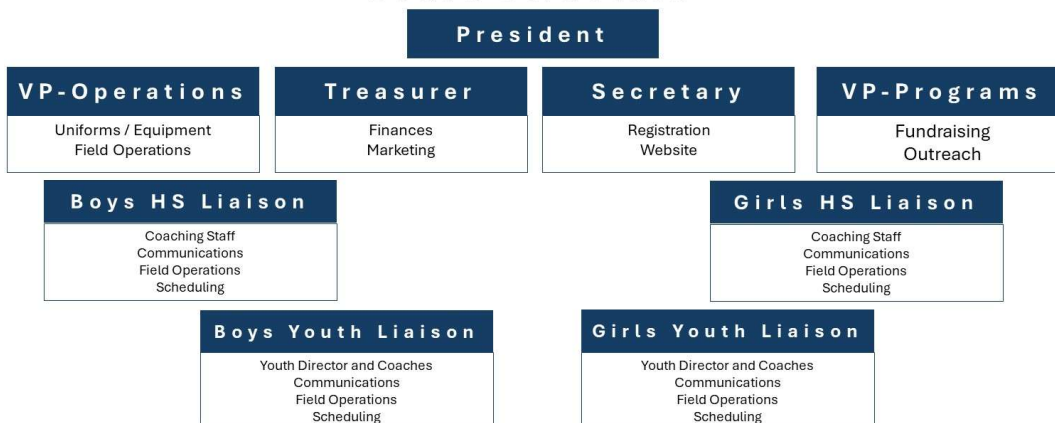 President
VP-Operations
Uniforms / Equipment
Field Operations
Treasurer
Finances
Marketing
Secretary
Registration
Website
VP-Programs
Fundraising
Outreach
Boys HS Liaison
Coaching Staff
Communications
Field Operations
Scheduling
Girls HS Liaison
Coaching Staff
Communications
Field Operations
Scheduling
Boys Youth Liaison
Youth Director and Coaches
Communications
Field Operations
Scheduling
Girls Youth Liaison
Youth Director and Coaches
Communications
Field Operations
Scheduling